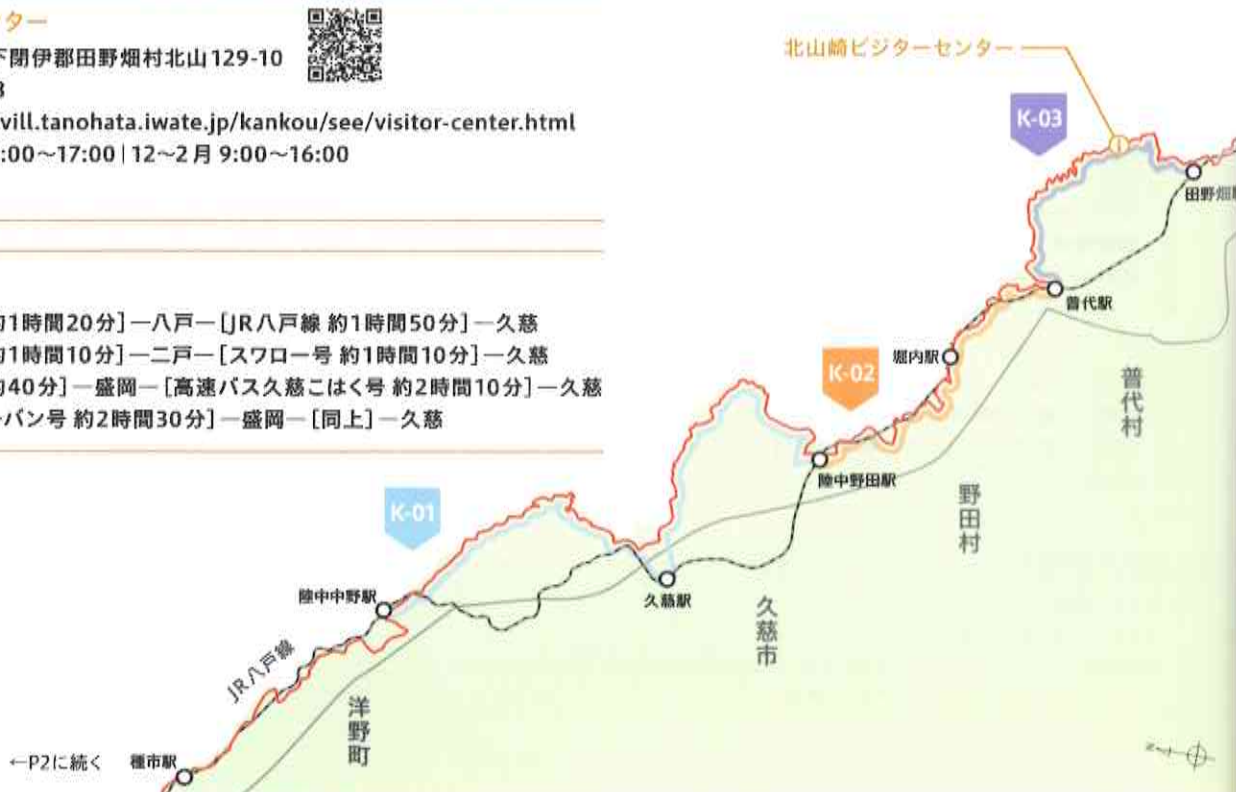 ター
下閉伊郡田野畑村北山129-10
vill.tanohata.iwate.jp/kankou/see/visitor-center.html
:00～17:00 | 12～2月 9:00～16:00
約1時間20分]―八戸―[JR八戸線 約1時間50分]―久慈
約1時間10分]―二戸―[スワロー号 約1時間10分]―久慈
約40分]―盛岡―[高速バス久慈こはく号 約2時間10分]―久慈
バン号 約2時間30分]―盛岡―[同上]―久慈
北山崎ビジターセンター
K-03
田野畑駅
普代駅
堀内駅
K-02
普代村
陸中野田駅
野田村
K-01
久慈駅
久慈市
陸中中野駅
JR八戸線
洋野町
←P2に続く
種市駅
N